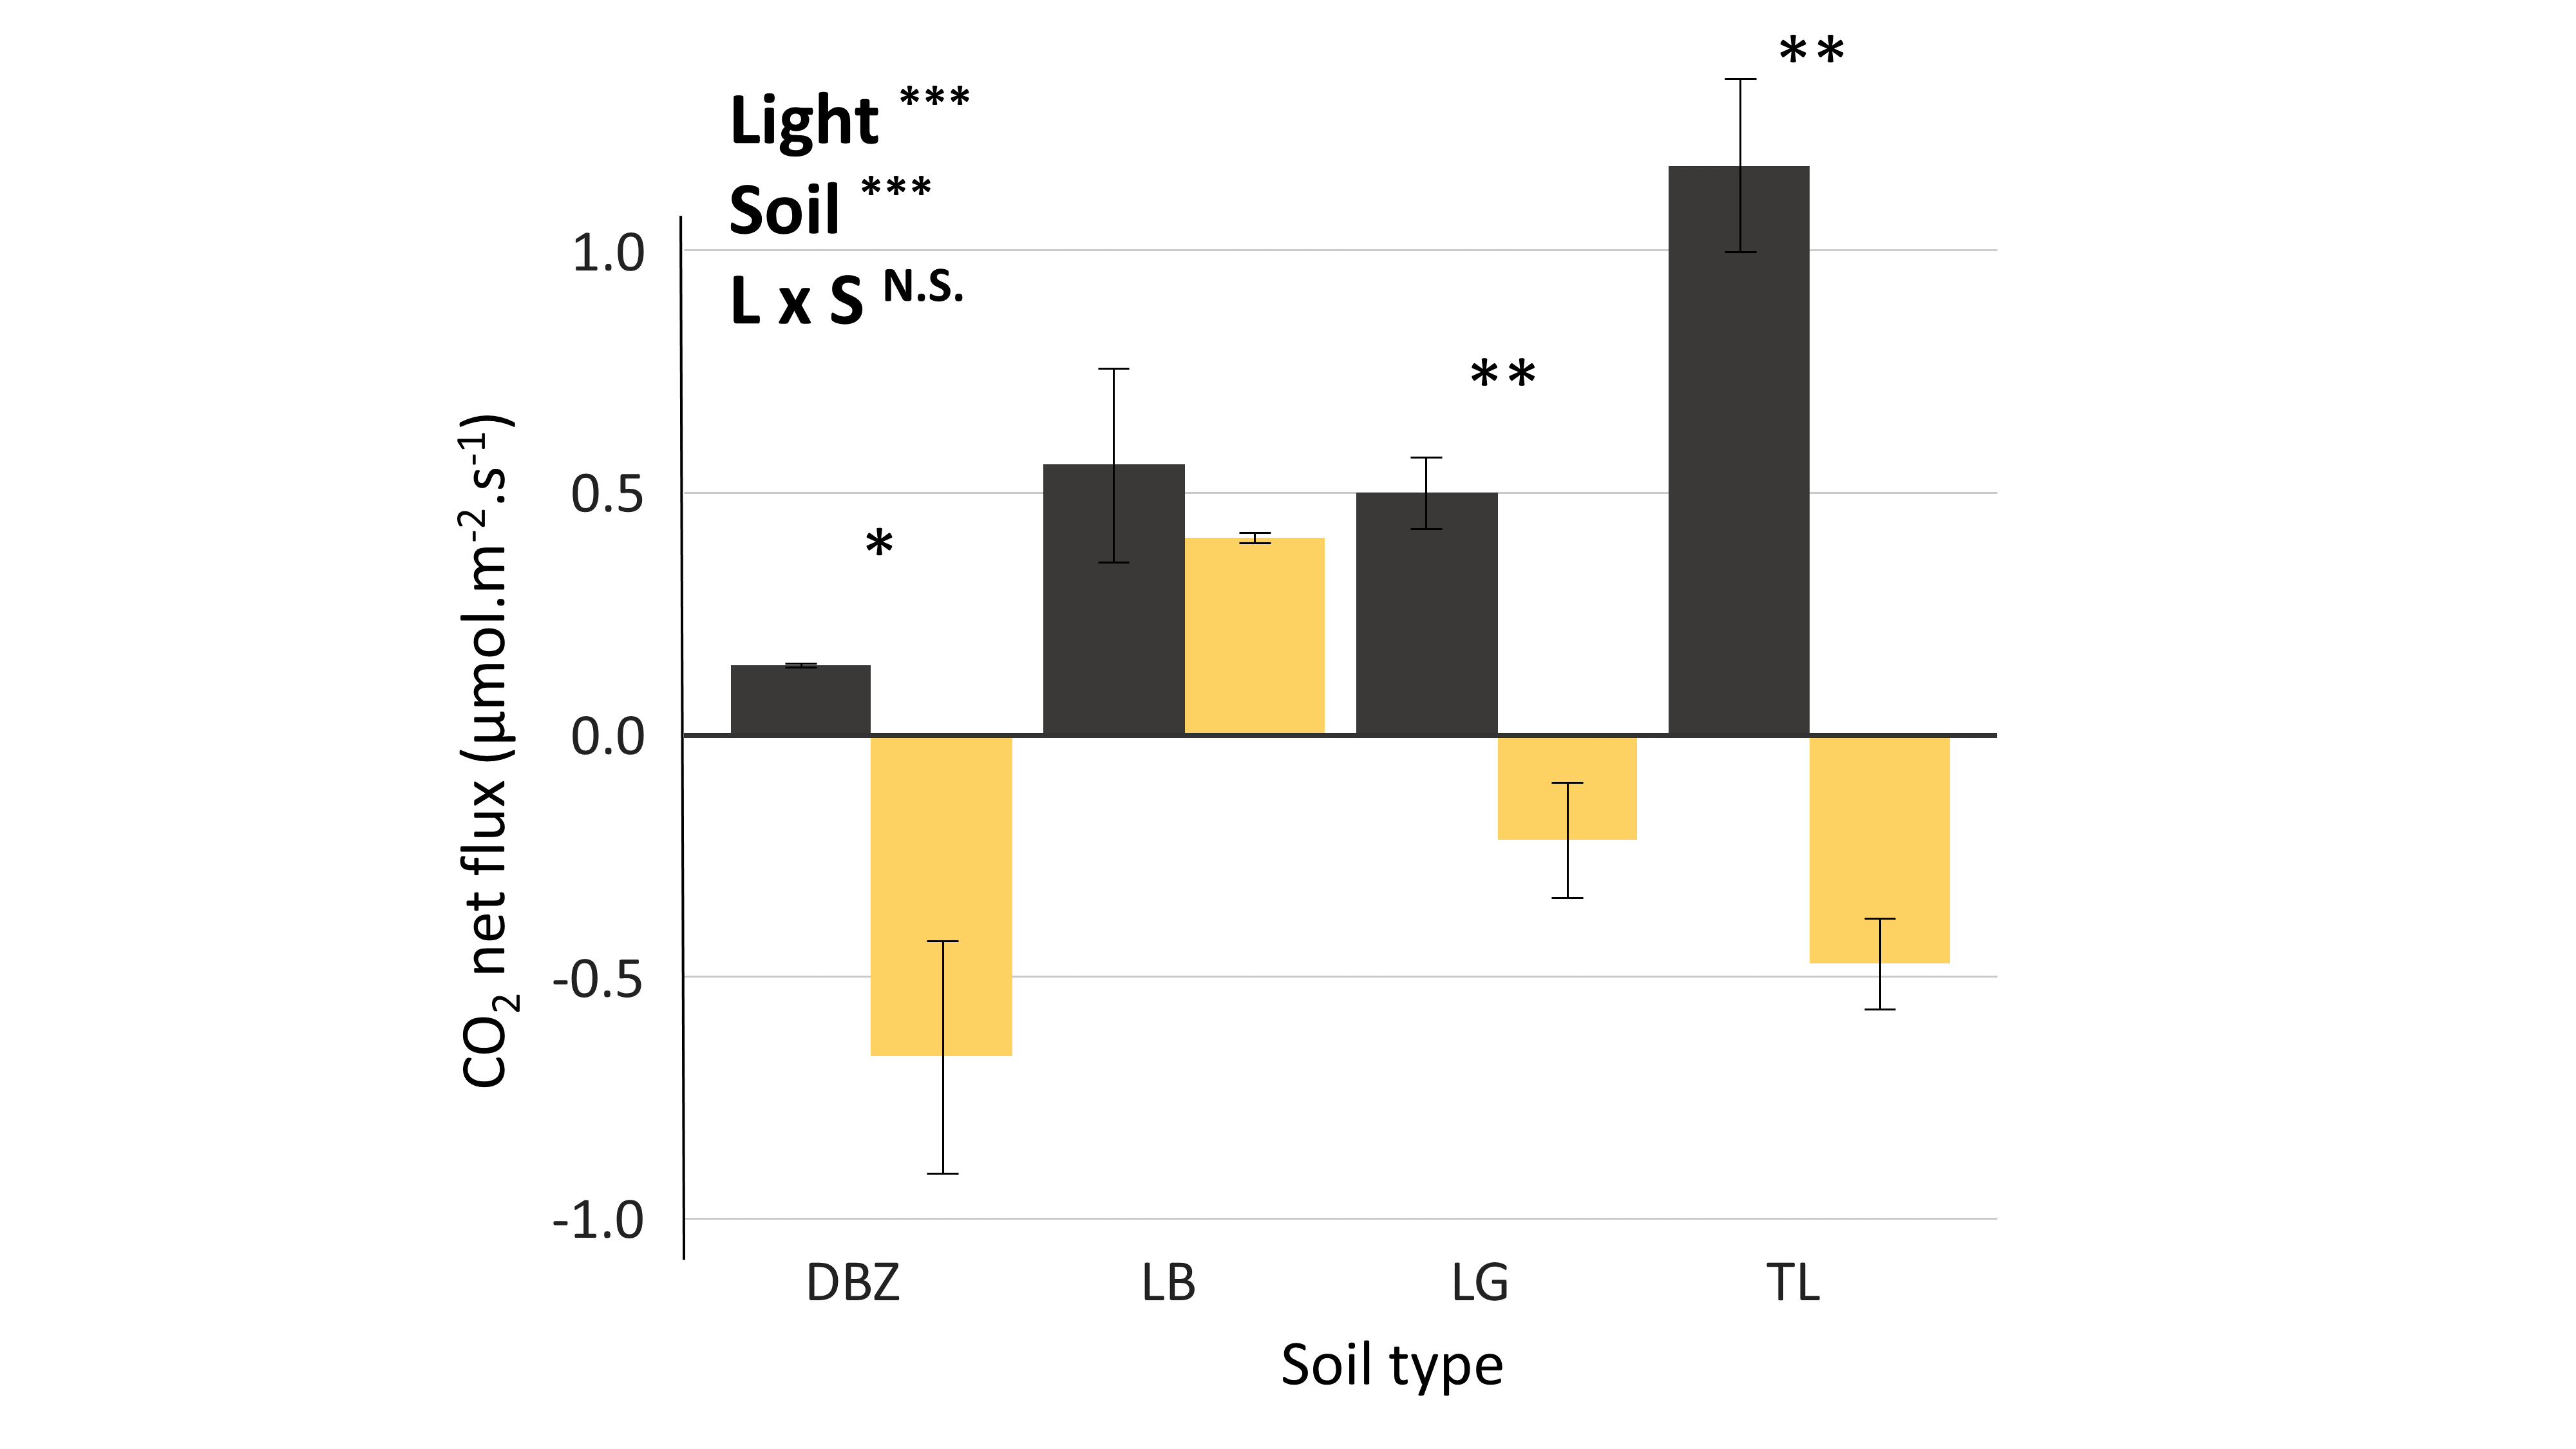 Light ***
Soil ***
L x S N.S.
**
**
*
1.0
0.5
0.0
-0.5
-1.0
CO2 net flux (µmol.m-2.s-1)
DBZ LB LG TL
Soil type